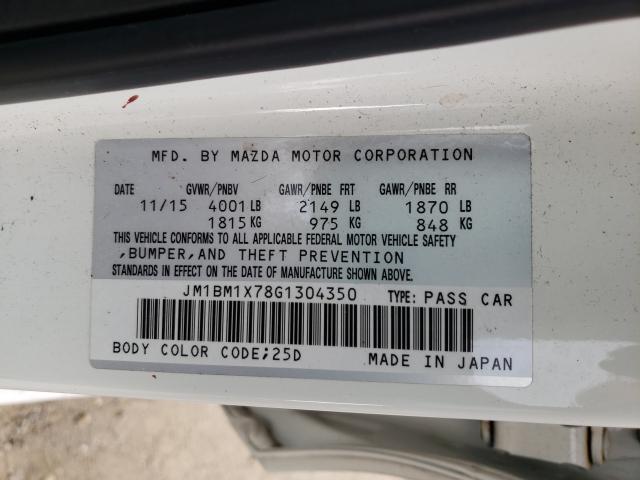 MFD. BY MAZDA MOTOR CORPORATION
DATE GVWR/PNBV GAWR/PNBE FRT GAWR/PNBE RR
11/15 4001 LB 2149 LB 1870 LB
1815 KG 975 KG 848 KG
THIS VEHICLE CONFORMS TO ALL APPLICABLE FEDERAL MOTOR VEHICLE SAFETY
,BUMPER,AND THEFT PREVENTION
STANDARDS IN EFFECT ON THE DATE OF MANUFACTURE SHOWN ABOVE.
JM1BM1X78G1304350 TYPE: PASS CAR
BODY COLOR CODE;25D MADE IN JAPAN